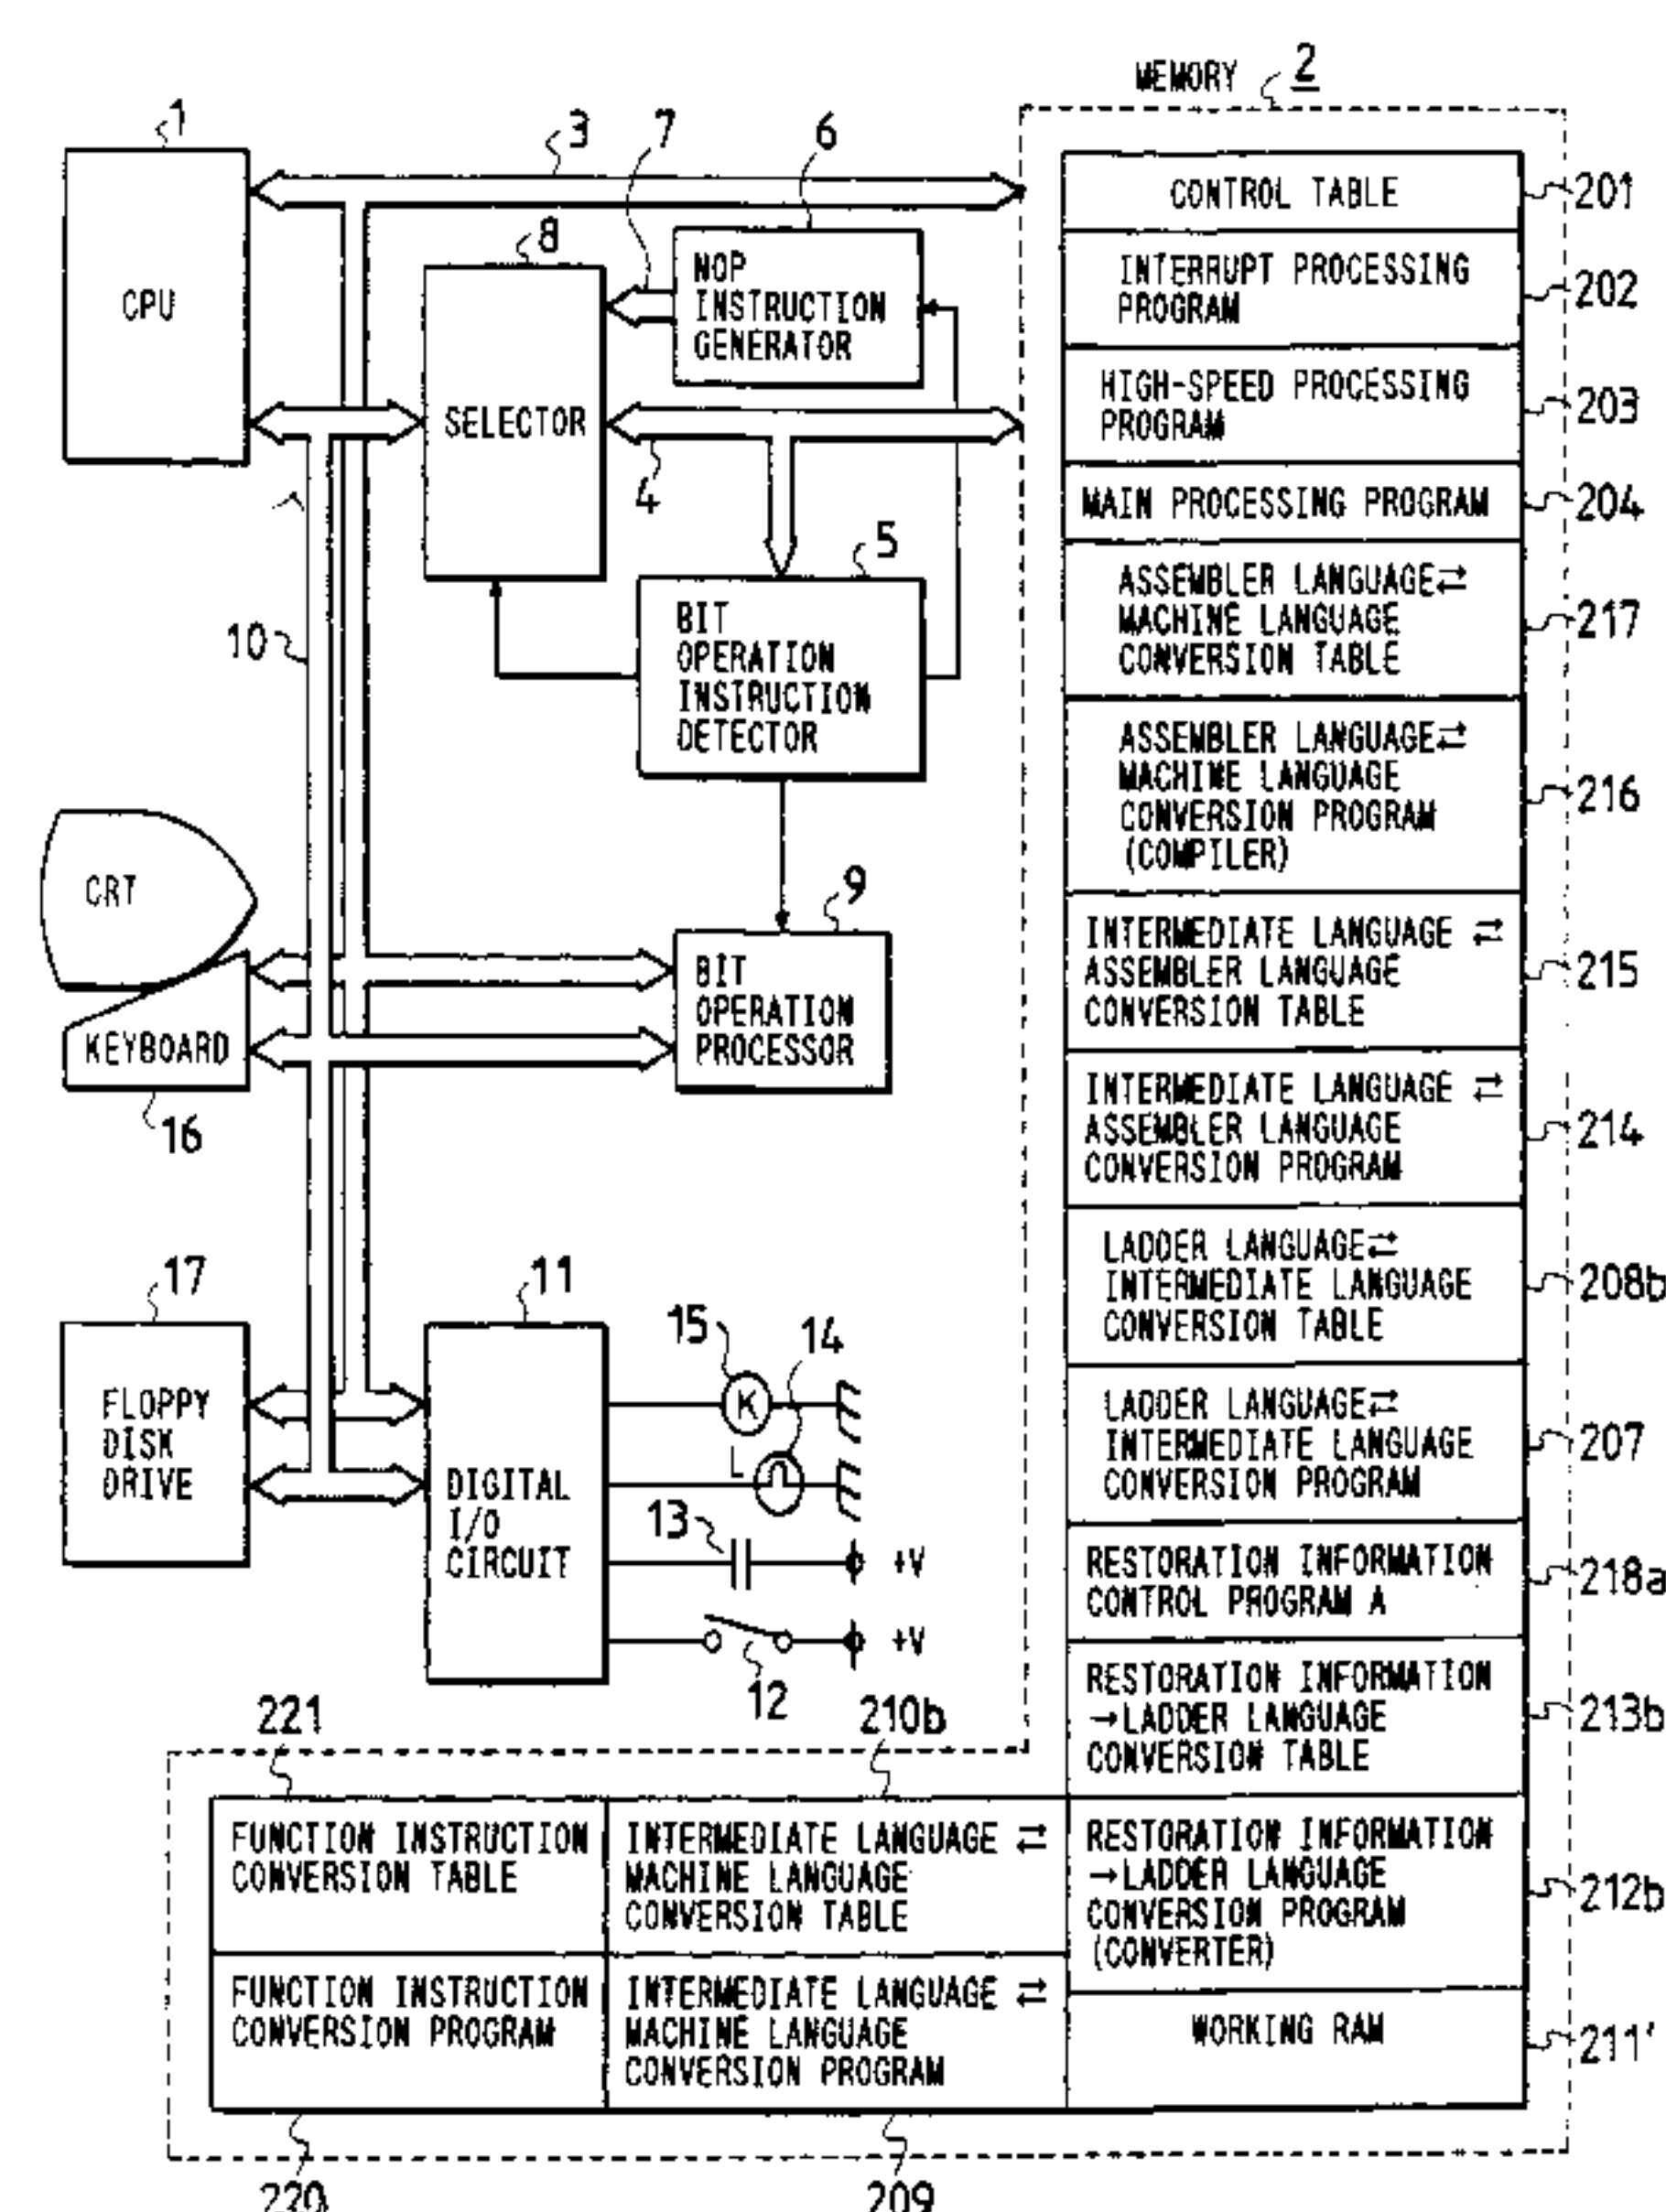 MEMORY 2
1
3
7
6
8
CPU
SELECTOR
NOP
INSTRUCTION
GENERATOR
4
5
BIT
OPERATION
INSTRUCTION
DETECTOR
10
CRT
KEYBOARD
16
9
BIT
OPERATION
PROCESSOR
17
FLOPPY
DISK
DRIVE
11
DIGITAL
I/O
CIRCUIT
15
14
K
L
13
+V
+V
12
CONTROL TABLE
201
INTERRUPT PROCESSING
PROGRAM
202
HIGH-SPEED PROCESSING
PROGRAM
203
MAIN PROCESSING PROGRAM
204
ASSEMBLER LANGUAGE⇄
MACHINE LANGUAGE
CONVERSION TABLE
217
ASSEMBLER LANGUAGE⇄
MACHINE LANGUAGE
CONVERSION PROGRAM
(COMPILER)
216
INTERMEDIATE LANGUAGE ⇄
ASSEMBLER LANGUAGE
CONVERSION TABLE
215
INTERMEDIATE LANGUAGE ⇄
ASSEMBLER LANGUAGE
CONVERSION PROGRAM
214
LADDER LANGUAGE⇄
INTERMEDIATE LANGUAGE
CONVERSION TABLE
208b
LADDER LANGUAGE⇄
INTERMEDIATE LANGUAGE
CONVERSION PROGRAM
207
RESTORATION INFORMATION
CONTROL PROGRAM A
218a
RESTORATION INFORMATION
→LADDER LANGUAGE
CONVERSION TABLE
213b
RESTORATION INFORMATION
→LADDER LANGUAGE
CONVERSION PROGRAM
(CONVERTER)
212b
WORKING RAM
211'
221
210b
FUNCTION INSTRUCTION
CONVERSION TABLE
INTERMEDIATE LANGUAGE ⇄
MACHINE LANGUAGE
CONVERSION TABLE
FUNCTION INSTRUCTION
CONVERSION PROGRAM
INTERMEDIATE LANGUAGE ⇄
MACHINE LANGUAGE
CONVERSION PROGRAM
220
209